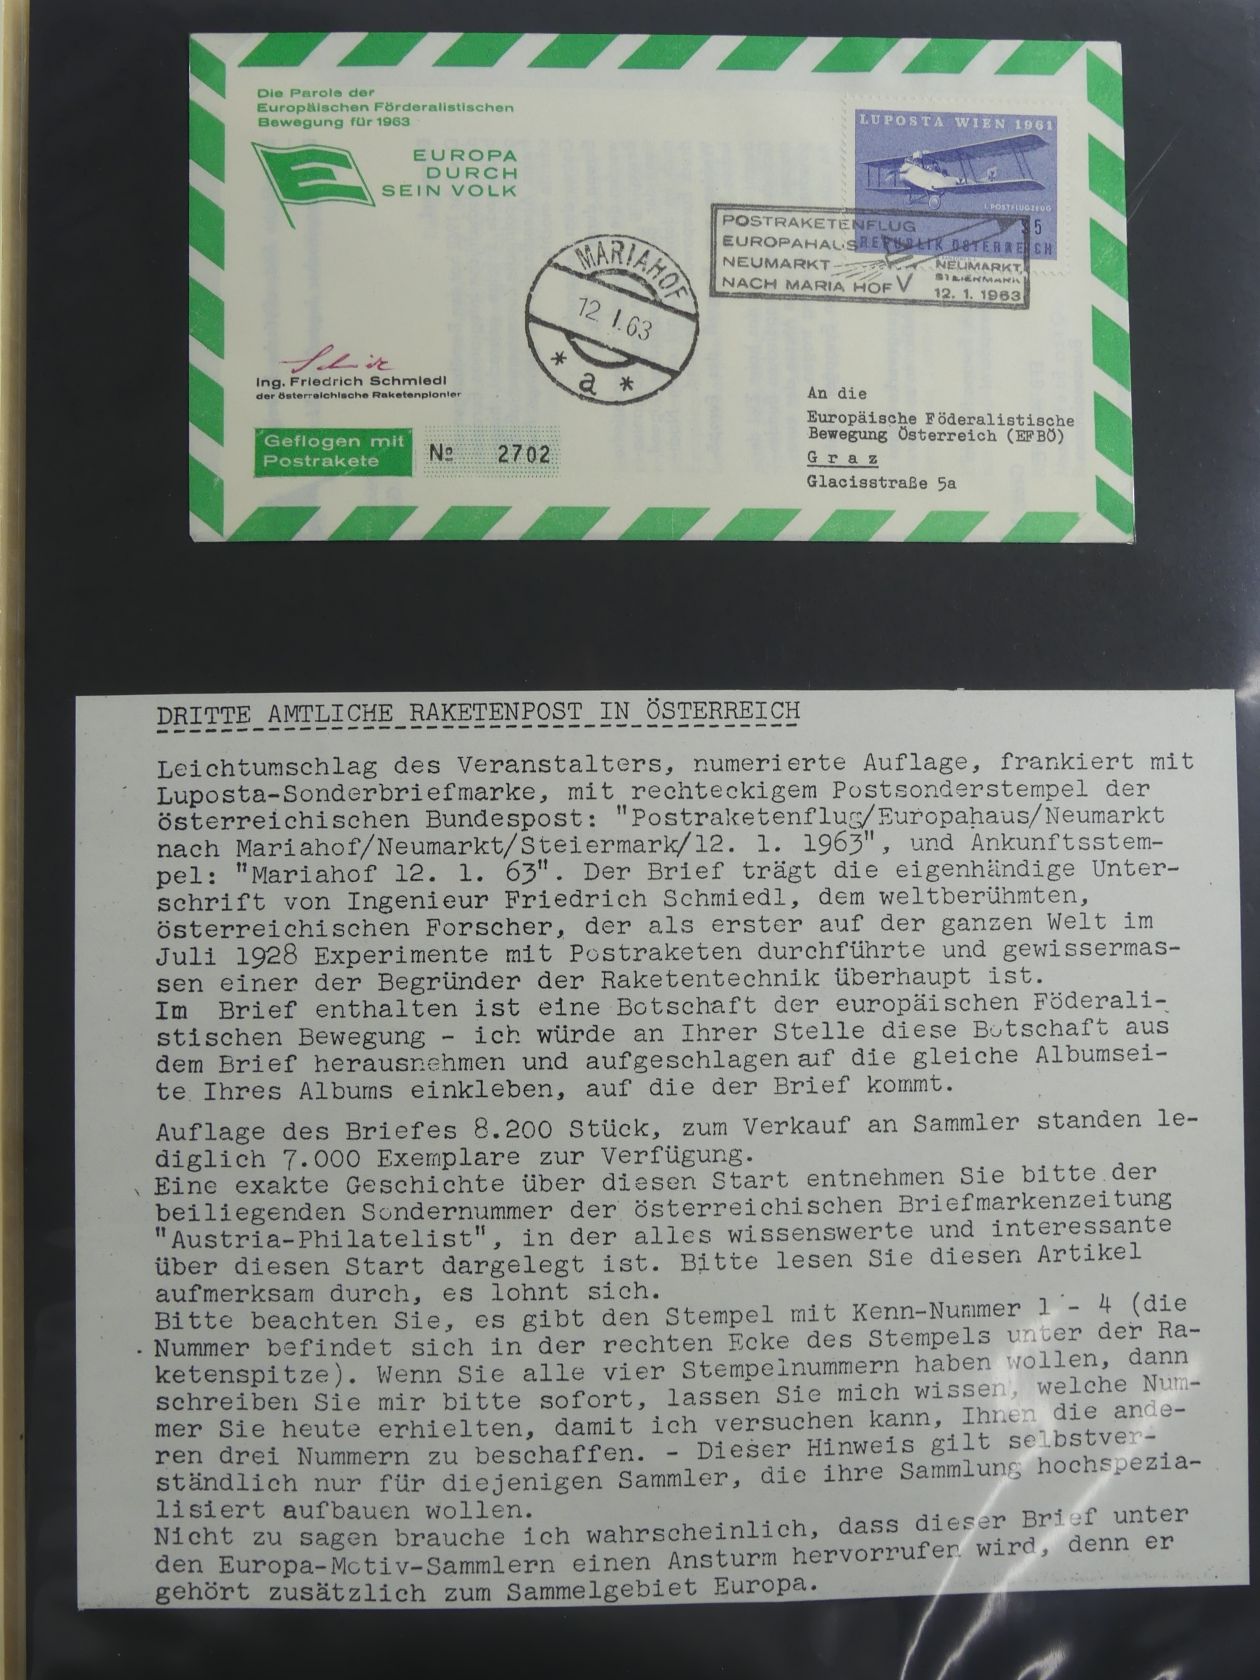 Die Parole der
Europäischen Förderalistischen
Bewegung für 1963
EUROPA
DURCH
SEIN VOLK
LUPOSTA WIEN 1961
1. POSTFLUGZEUG
S 5
REPUBLIK ÖSTERREICH
POSTRAKETENFLUG
EUROPAHAUS
NEUMARKT
NACH MARIA HOF
NEUMARKT,
STEIERMARK
12. 1. 1963
MARIAHOF
12. I. 63
* a *
Ing. Friedrich Schmiedl
der österreichische Raketenpionier
Geflogen mit
Postrakete
№ 2702
An die
Europäische Föderalistische
Bewegung Österreich (EFBÖ)
Graz
Glacisstraße 5a
DRITTE AMTLICHE RAKETENPOST IN ÖSTERREICH
Leichtumschlag des Veranstalters, numerierte Auflage, frankiert mit
Luposta-Sonderbriefmarke, mit rechteckigem Postsonderstempel der
österreichischen Bundespost: "Postraketenflug/Europahaus/Neumarkt
nach Mariahof/Neumarkt/Steiermark/12. 1. 1963", und Ankunftsstem-
pel: "Mariahof 12. 1. 63". Der Brief trägt die eigenhändige Unter-
schrift von Ingenieur Friedrich Schmiedl, dem weltberühmten,
österreichischen Forscher, der als erster auf der ganzen Welt im
Juli 1928 Experimente mit Postraketen durchführte und gewissermas-
sen einer der Begründer der Raketentechnik überhaupt ist.
Im Brief enthalten ist eine Botschaft der europäischen Föderali-
stischen Bewegung - ich würde an Ihrer Stelle diese Botschaft aus
dem Brief herausnehmen und aufgeschlagen auf die gleiche Albumsei-
te Ihres Albums einkleben, auf die der Brief kommt.
Auflage des Briefes 8.200 Stück, zum Verkauf an Sammler standen le-
diglich 7.000 Exemplare zur Verfügung.
Eine exakte Geschichte über diesen Start entnehmen Sie bitte der
beiliegenden Sondernummer der österreichischen Briefmarkenzeitung
"Austria-Philatelist", in der alles wissenswerte und interessante
über diesen Start dargelegt ist. Bitte lesen Sie diesen Artikel
aufmerksam durch, es lohnt sich.
Bitte beachten Sie, es gibt den Stempel mit Kenn-Nummer 1 - 4 (die
Nummer befindet sich in der rechten Ecke des Stempels unter der Ra-
ketenspitze). Wenn Sie alle vier Stempelnummern haben wollen, dann
schreiben Sie mir bitte sofort, lassen Sie mich wissen, welche Num-
mer Sie heute erhielten, damit ich versuchen kann, Ihnen die ande-
ren drei Nummern zu beschaffen. - Dieser Hinweis gilt selbstver-
ständlich nur für diejenigen Sammler, die ihre Sammlung hochspezia-
lisiert aufbauen wollen.
Nicht zu sagen brauche ich wahrscheinlich, dass dieser Brief unter
den Europa-Motiv-Sammlern einen Ansturm hervorrufen wird, denn er
gehört zusätzlich zum Sammelgebiet Europa.